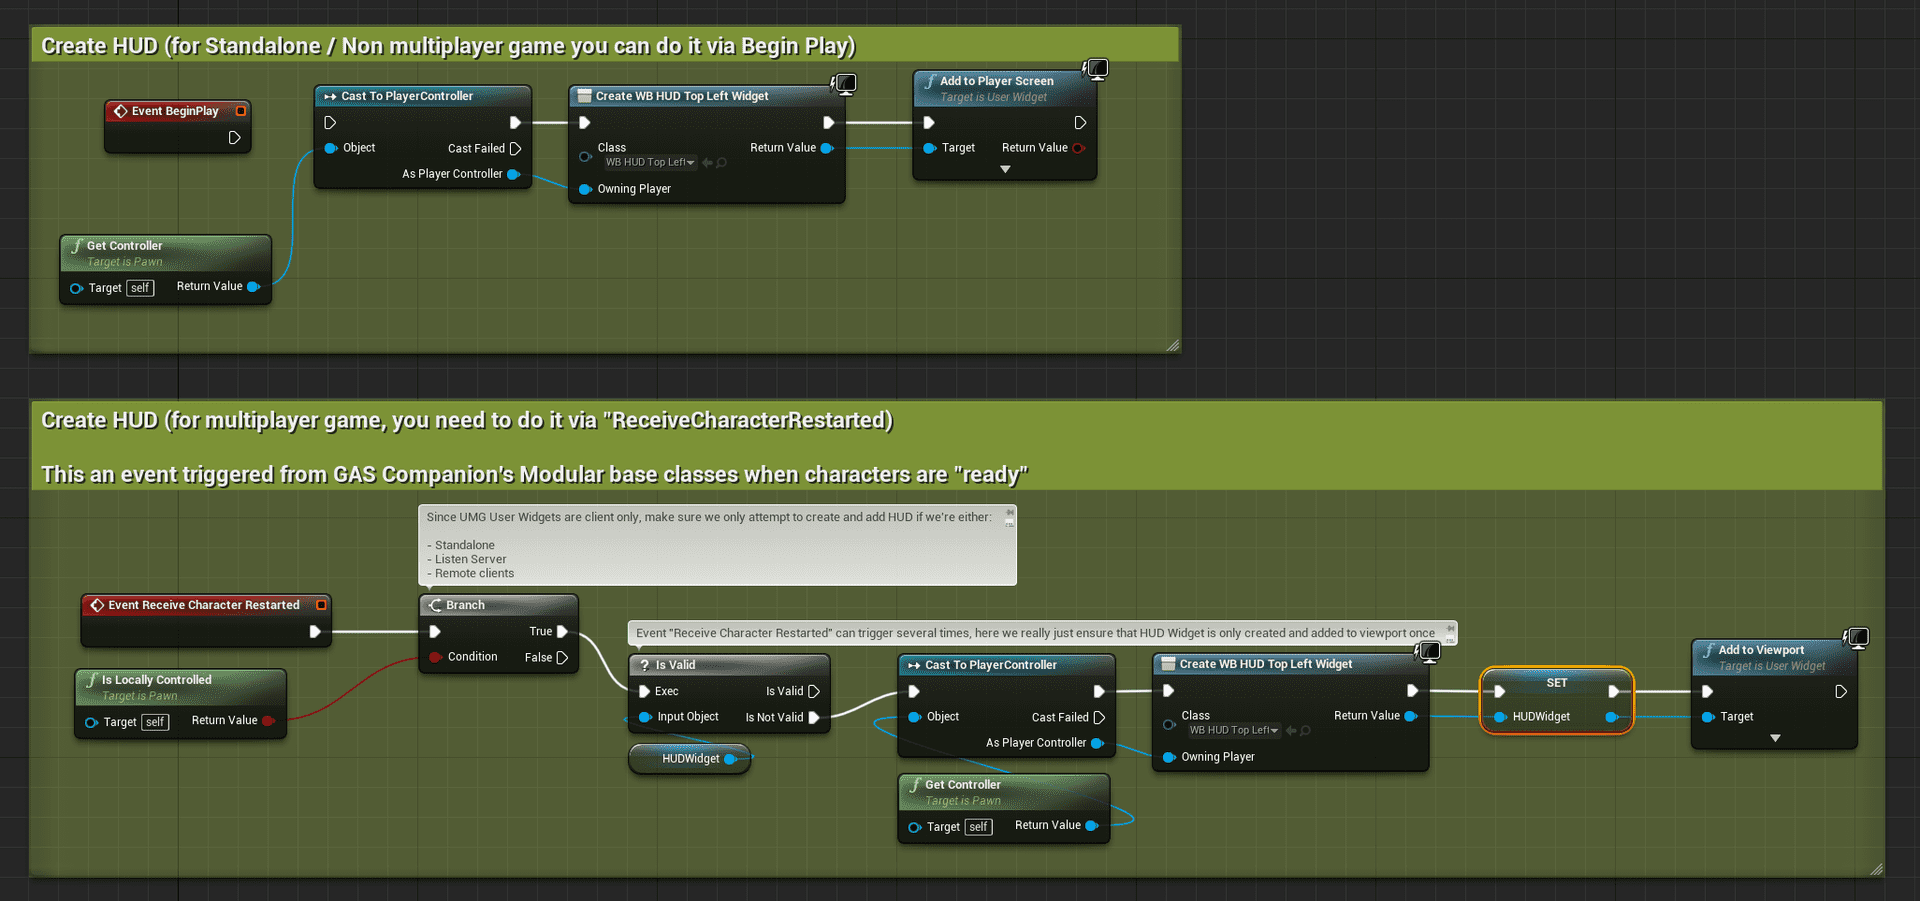 Create HUD (for Standalone / Non multiplayer game you can do it via Begin Play)
Event BeginPlay
Cast To PlayerController
Object
Cast Failed
As Player Controller
Create WB HUD Top Left Widget
Class
WB HUD Top Left
Return Value
Owning Player
Add to Player Screen
Target is User Widget
Target
Return Value
Get Controller
Target is Pawn
Target
self
Return Value
Create HUD (for multiplayer game, you need to do it via "ReceiveCharacterRestarted)
This an event triggered from GAS Companion's Modular base classes when characters are "ready"
Since UMG User Widgets are client only, make sure we only attempt to create and add HUD if we're either:
- Standalone
- Listen Server
- Remote clients
Event Receive Character Restarted
Branch
True
Condition
False
Is Locally Controlled
Target is Pawn
Target
self
Return Value
Event "Receive Character Restarted" can trigger several times, here we really just ensure that HUD Widget is only created and added to viewport once
Is Valid
Exec
Is Valid
Input Object
Is Not Valid
HUDWidget
Cast To PlayerController
Object
Cast Failed
As Player Controller
Get Controller
Target is Pawn
Target
self
Return Value
Create WB HUD Top Left Widget
Class
WB HUD Top Left
Return Value
Owning Player
SET
HUDWidget
Add to Viewport
Target is User Widget
Target